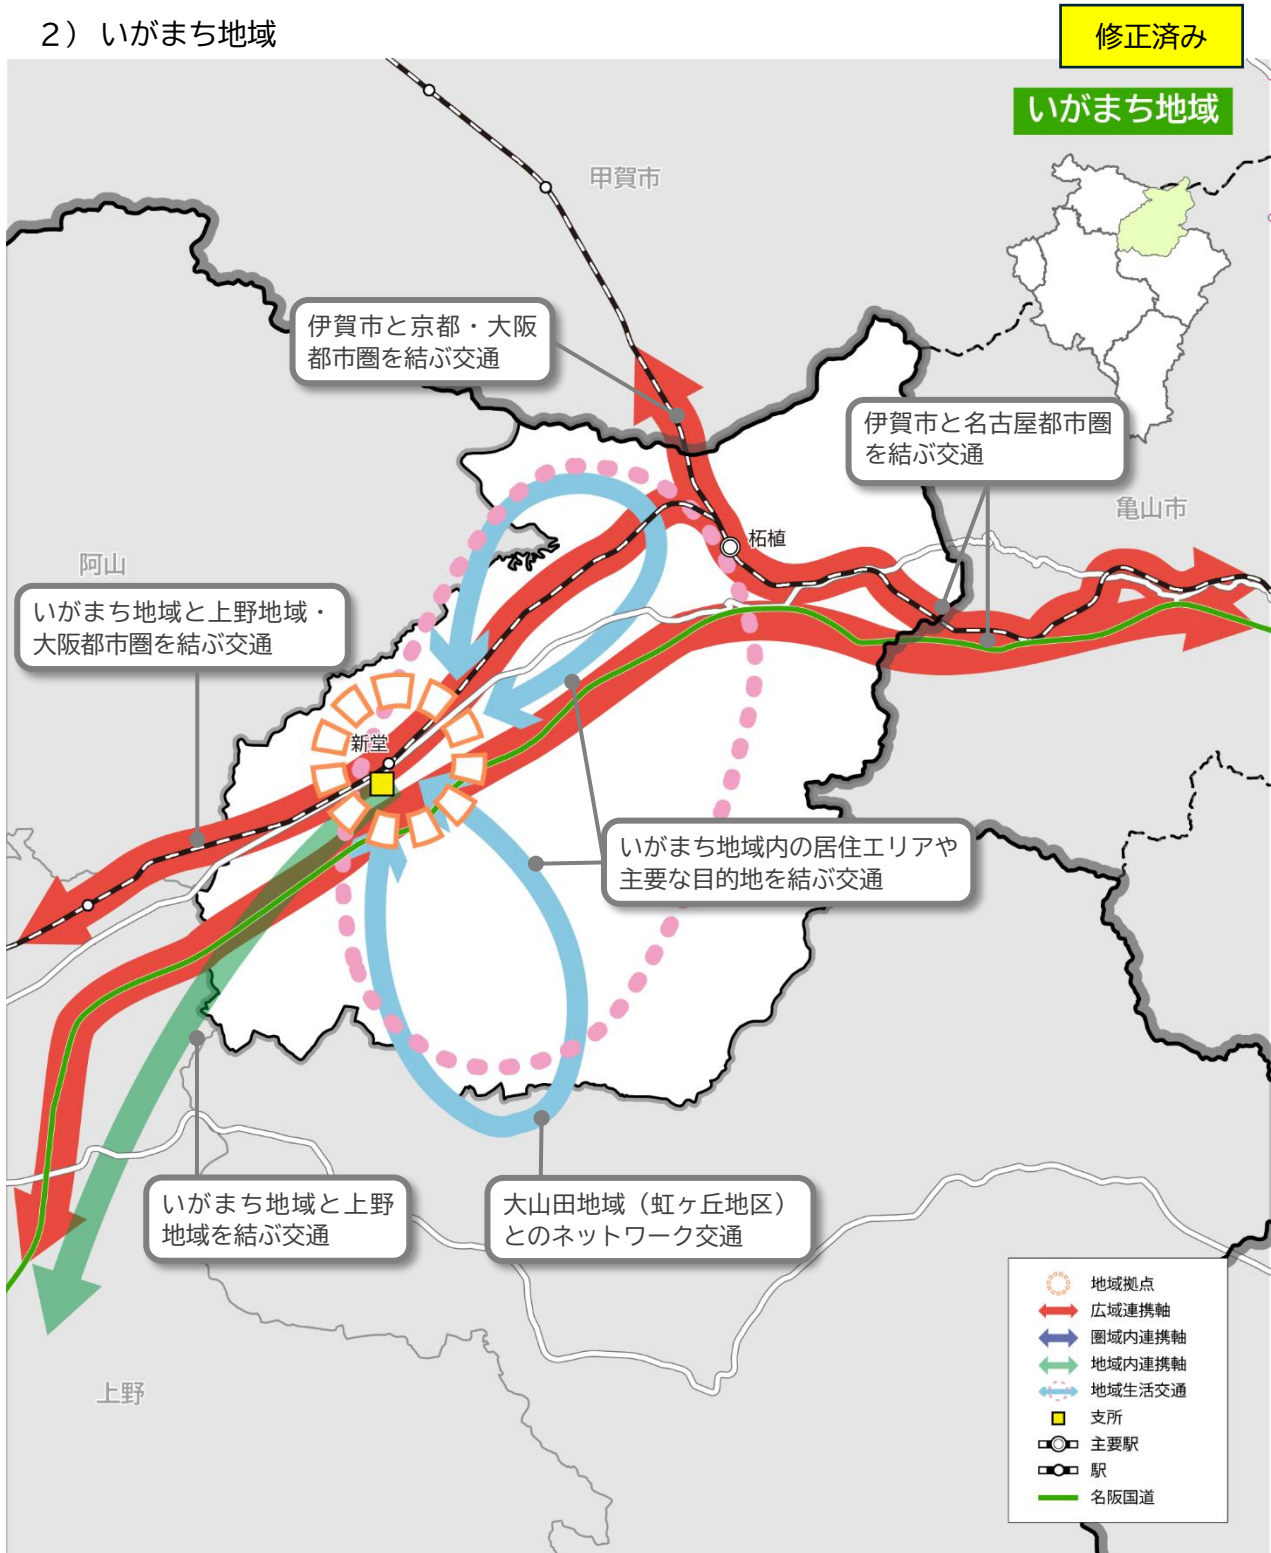 ２）いがまち地域
修正済み
いがまち地域
甲賀市
伊賀市と京都・大阪
都市圏を結ぶ交通
伊賀市と名古屋都市圏
を結ぶ交通
亀山市
柘植
阿山
いがまち地域と上野地域・
大阪都市圏を結ぶ交通
新堂
いがまち地域内の居住エリアや
主要な目的地を結ぶ交通
いがまち地域と上野
地域を結ぶ交通
大山田地域（虹ヶ丘地区）
とのネットワーク交通
上野
地域拠点
広域連携軸
圏域内連携軸
地域内連携軸
地域生活交通
支所
主要駅
駅
名阪国道